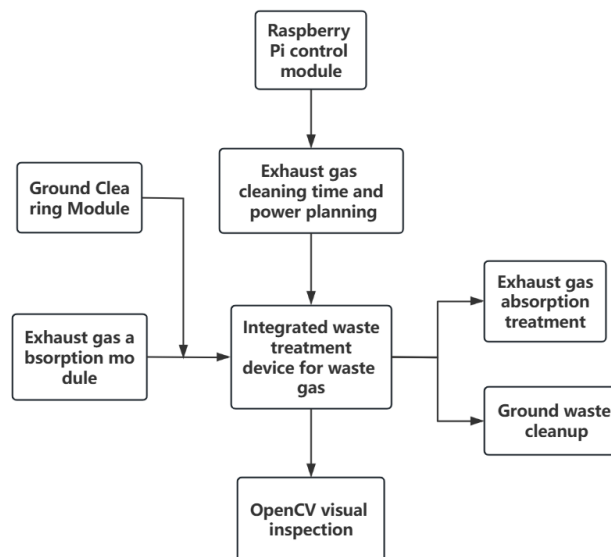 Raspberry
Pi control
module
Exhaust gas
cleaning time and
power planning
Ground Clea
ring Module
Exhaust gas a
bsorption mo
dule
Integrated waste
treatment
device for waste
gas
Exhaust gas
absorption
treatment
Ground waste
cleanup
OpenCV visual
inspection